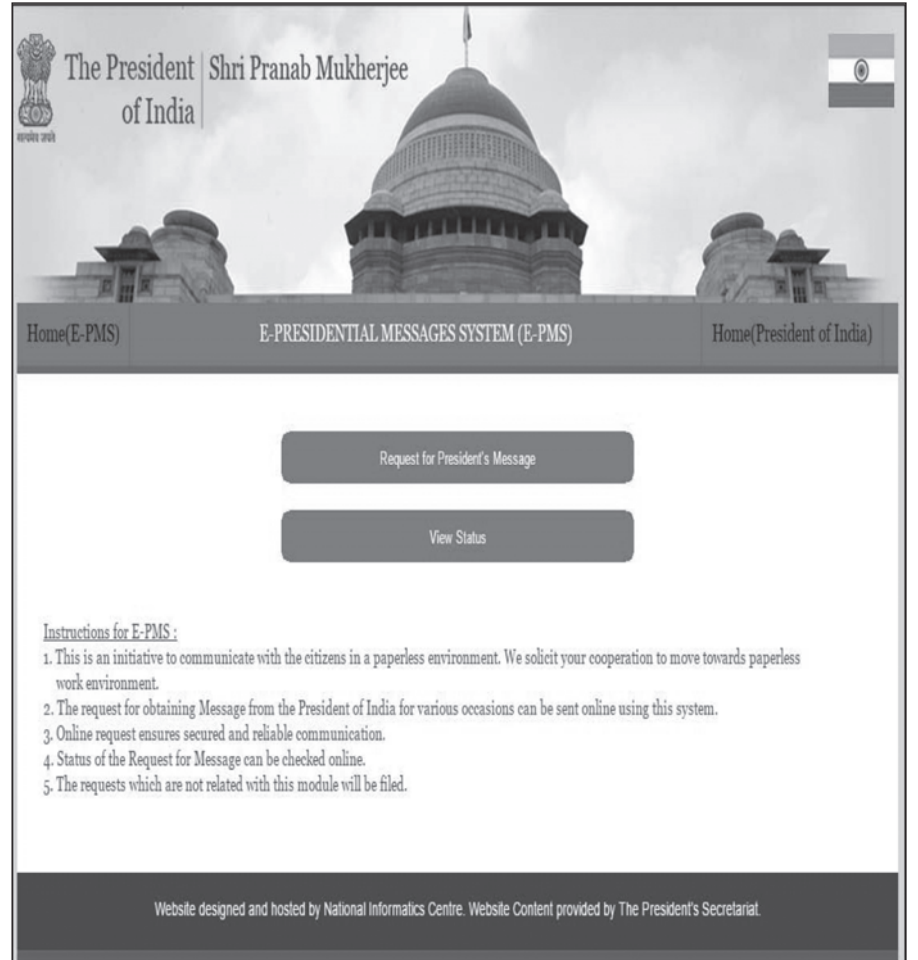 The President
of India
Shri Pranab Mukherjee
सत्यमेव जयते
Home(E-PMS)
E-PRESIDENTIAL MESSAGES SYSTEM (E-PMS)
Home(President of India)
Request for President's Message
View Status
Instructions for E-PMS :
1. This is an initiative to communicate with the citizens in a paperless environment. We solicit your cooperation to move towards paperless
work environment.
2. The request for obtaining Message from the President of India for various occasions can be sent online using this system.
3. Online request ensures secured and reliable communication.
4. Status of the Request for Message can be checked online.
5. The requests which are not related with this module will be filed.
Website designed and hosted by National Informatics Centre. Website Content provided by The President's Secretariat.